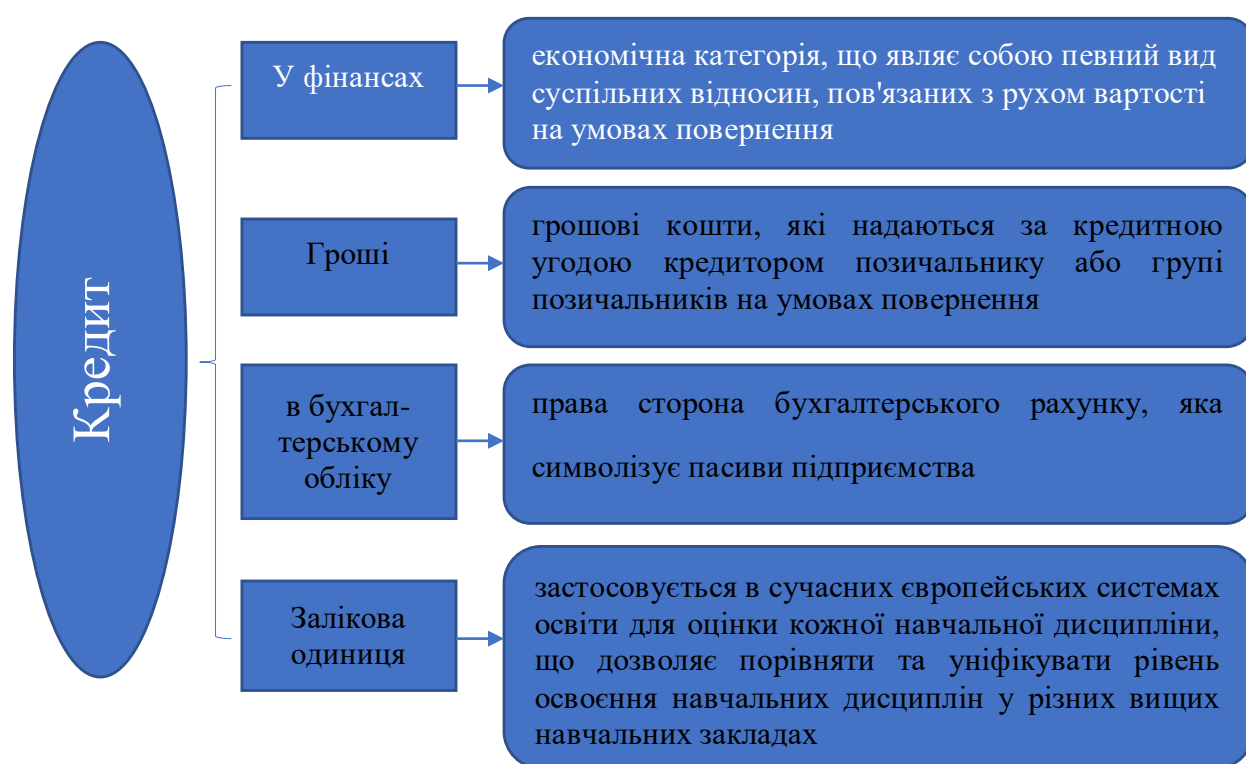 Кредит
У фінансах
економічна категорія, що являє собою певний вид
суспільних відносин, пов'язаних з рухом вартості
на умовах повернення
Гроші
грошові кошти, які надаються за кредитною
угодою кредитором позичальнику або групі
позичальників на умовах повернення
в бухгал-
терському
обліку
права сторона бухгалтерського рахунку, яка
символізує пасиви підприємства
Залікова
одиниця
застосовується в сучасних європейських системах
освіти для оцінки кожної навчальної дисципліни,
що дозволяє порівняти та уніфікувати рівень
освоєння навчальних дисциплін у різних вищих
навчальних закладах